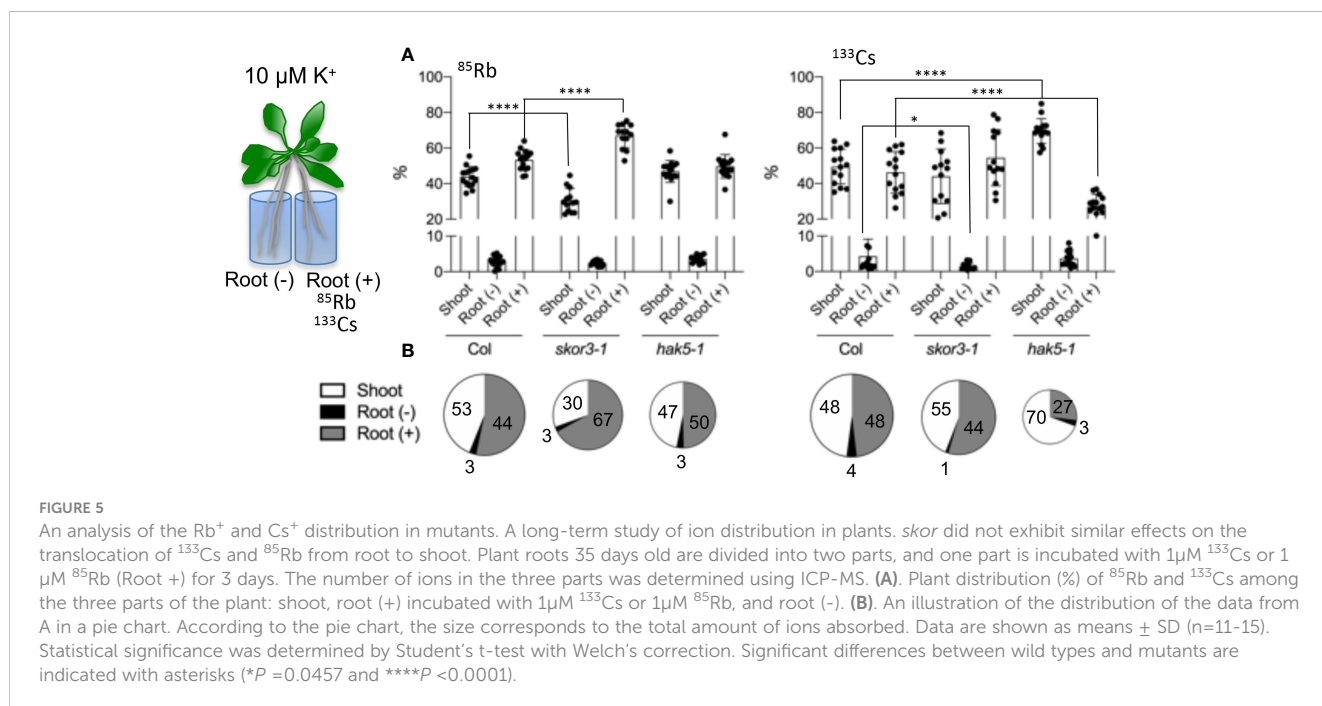 A
10 µM K⁺
⁸⁵Rb
¹³³Cs
100
80
60
40
20
10
0
%
****
****
100
80
60
40
20
10
0
%
****
****
*
Root (-) Root (+)
⁸⁵Rb
¹³³Cs
Shoot Root (-) Root (+) Shoot Root (-) Root (+) Shoot Root (-) Root (+)
Col skor3-1 hak5-1
Shoot Root (-) Root (+) Shoot Root (-) Root (+) Shoot Root (-) Root (+)
Col skor3-1 hak5-1
B
Shoot
Root (-)
Root (+)
53 44 3
30 67 3
47 50 3
48 48 4
55 44 1
70 27 3
FIGURE 5
An analysis of the Rb⁺ and Cs⁺ distribution in mutants. A long-term study of ion distribution in plants. skor did not exhibit similar effects on the
translocation of ¹³³Cs and ⁸⁵Rb from root to shoot. Plant roots 35 days old are divided into two parts, and one part is incubated with 1µM ¹³³Cs or 1
µM ⁸⁵Rb (Root +) for 3 days. The number of ions in the three parts was determined using ICP-MS. (A). Plant distribution (%) of ⁸⁵Rb and ¹³³Cs among
the three parts of the plant: shoot, root (+) incubated with 1µM ¹³³Cs or 1µM ⁸⁵Rb, and root (-). (B). An illustration of the distribution of the data from
A in a pie chart. According to the pie chart, the size corresponds to the total amount of ions absorbed. Data are shown as means ± SD (n=11-15).
Statistical significance was determined by Student's t-test with Welch's correction. Significant differences between wild types and mutants are
indicated with asterisks (*P =0.0457 and ****P <0.0001).